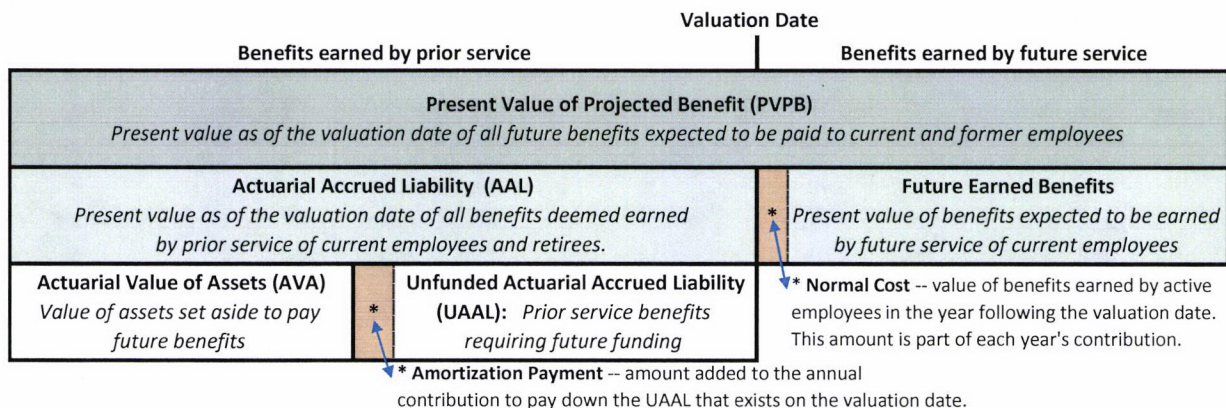 Valuation Date
Benefits earned by prior service
Benefits earned by future service
Present Value of Projected Benefit (PVPB)
Present value as of the valuation date of all future benefits expected to be paid to current and former employees
Actuarial Accrued Liability (AAL)
Present value as of the valuation date of all benefits deemed earned
by prior service of current employees and retirees.
*
Future Earned Benefits
Present value of benefits expected to be earned
by future service of current employees
Actuarial Value of Assets (AVA)
Value of assets set aside to pay
future benefits
*
Unfunded Actuarial Accrued Liability
(UAAL): Prior service benefits
requiring future funding
* Normal Cost -- value of benefits earned by active
employees in the year following the valuation date.
This amount is part of each year's contribution.
* Amortization Payment -- amount added to the annual
contribution to pay down the UAAL that exists on the valuation date.